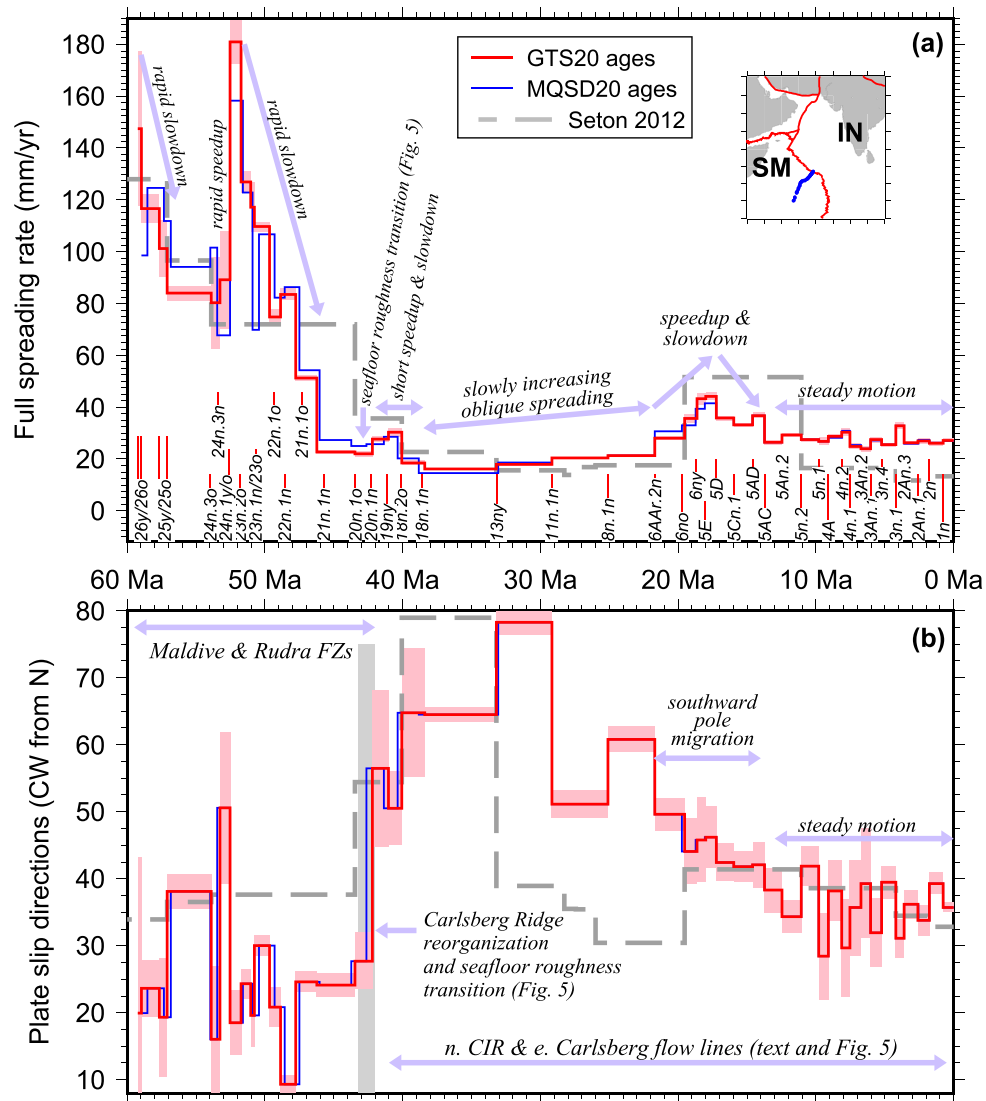 (a)
180
160
140
120
100
80
60
40
20
0
Full spreading rate (mm/yr)
GTS20 ages
MQSD20 ages
Seton 2012
IN
SM
rapid slowdown
rapid speedup
rapid slowdown
seafloor roughness transition (Fig. 5)
short speedup & slowdown
slowly increasing
oblique spreading
speedup &
slowdown
steady motion
26y/26o
25y/25o
24n.3o
24n.3n
24n.1y/o
23n.2o
23n.1n/23o
22n.1o
22n.1n
21n.1o
21n.1n
20n.1o
20n.1n
19ny
18n.2o
18n.1n
13ny
11n.1n
8n.1n
6AAr.2n
6no
6ny
5E
5D
5Cn.1
5AD
5AC
5An.2
5n.2
5n.1
4A
4n.2
4n.1
3An.2
3An.1
3n.4
3n.1
2An.3
2An.1
2n
1n
60 Ma
50 Ma
40 Ma
30 Ma
20 Ma
10 Ma
0 Ma
(b)
80
70
60
50
40
30
20
10
Plate slip directions (CW from N)
Maldive & Rudra FZs
southward
pole
migration
steady motion
Carlsberg Ridge
reorganization
and seafloor roughness
transition (Fig. 5)
n. CIR & e. Carlsberg flow lines (text and Fig. 5)